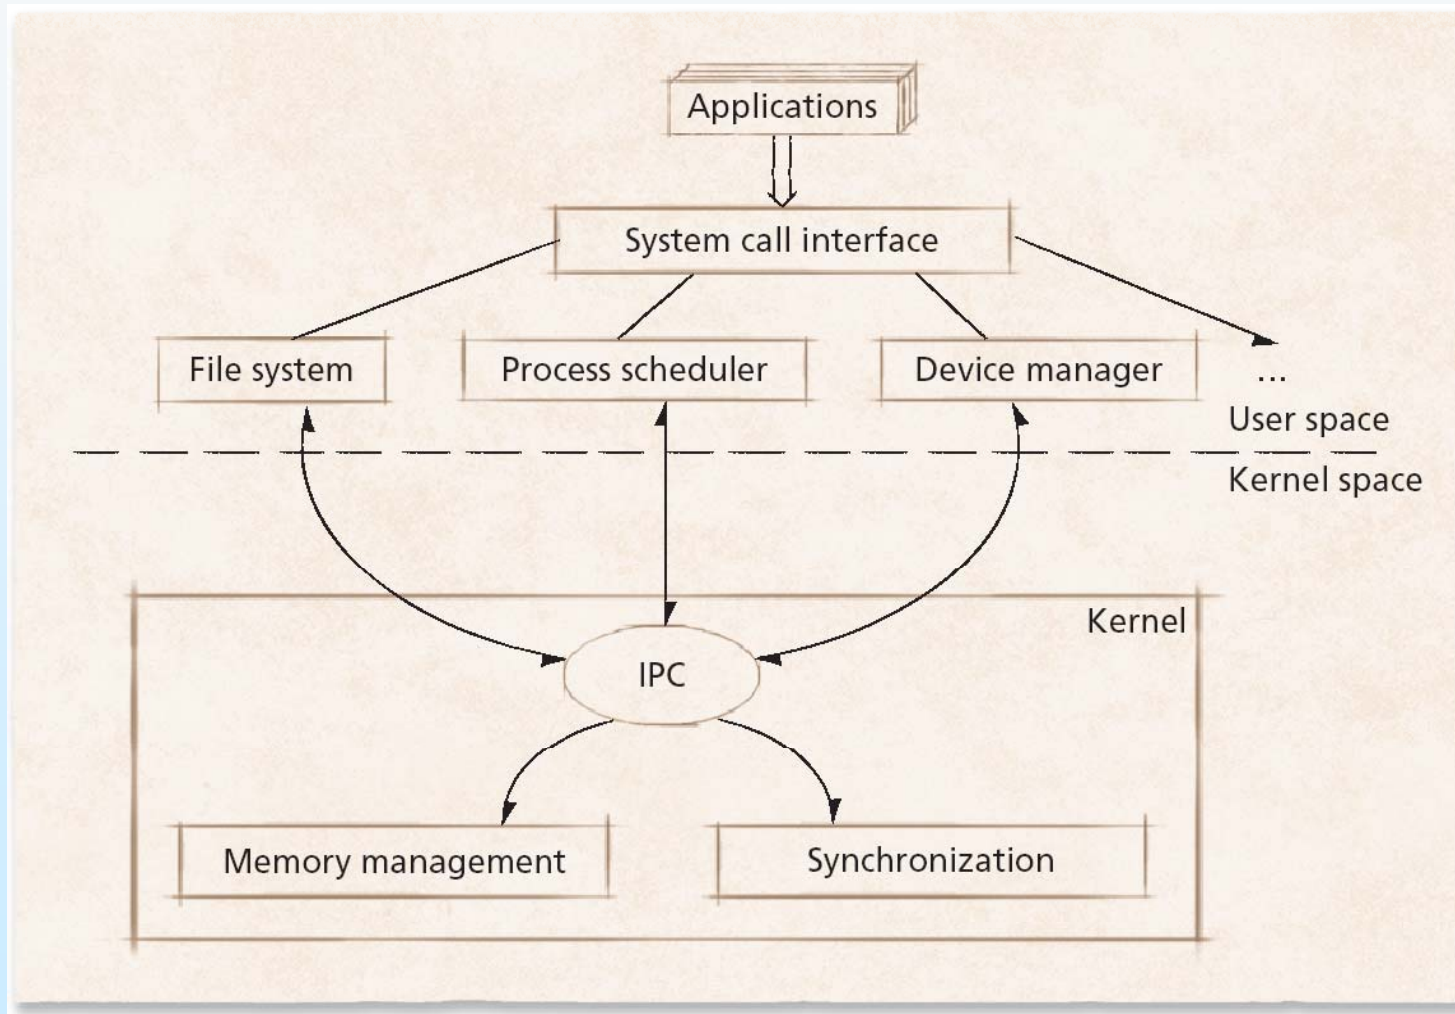 Applications
System call interface
File system
Process scheduler
Device manager
...
User space
Kernel space
Kernel
IPC
Memory management
Synchronization